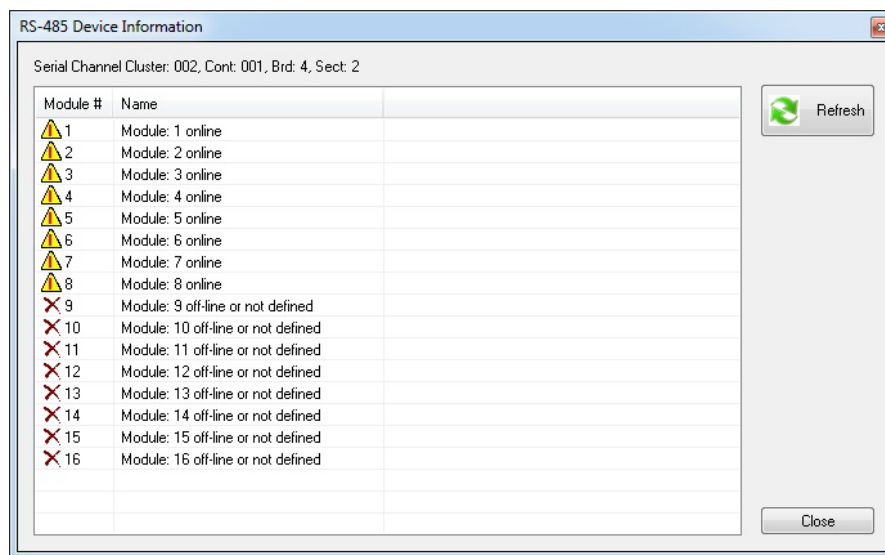 RS-485 Device Information
Serial Channel Cluster: 002, Cont: 001, Brd: 4, Sect: 2
Module # Name
1 Module: 1 online
2 Module: 2 online
3 Module: 3 online
4 Module: 4 online
5 Module: 5 online
6 Module: 6 online
7 Module: 7 online
8 Module: 8 online
9 Module: 9 off-line or not defined
10 Module: 10 off-line or not defined
11 Module: 11 off-line or not defined
12 Module: 12 off-line or not defined
13 Module: 13 off-line or not defined
14 Module: 14 off-line or not defined
15 Module: 15 off-line or not defined
16 Module: 16 off-line or not defined
Refresh
Close